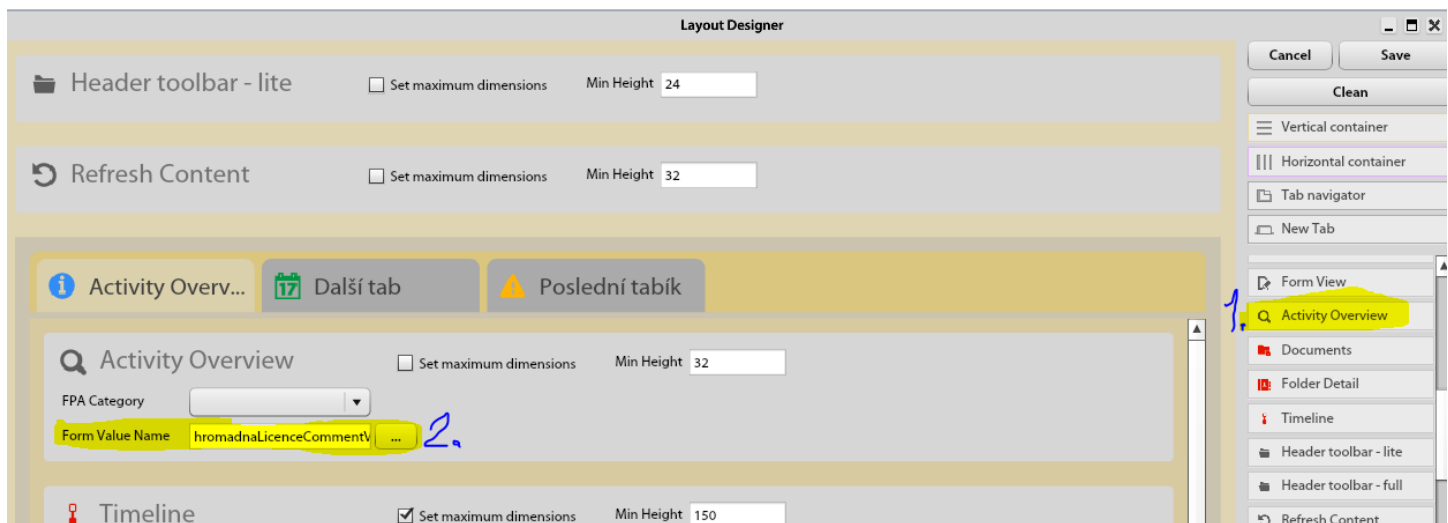 Layout Designer
Cancel
Save
Header toolbar - lite
Set maximum dimensions
Min Height
24
Clean
Vertical container
Refresh Content
Set maximum dimensions
Min Height
32
Horizontal container
Tab navigator
New Tab
Activity Overv...
17
Další tab
Poslední tabík
Form View
1.
Activity Overview
Activity Overview
Set maximum dimensions
Min Height
32
Documents
FPA Category
Folder Detail
Form Value Name
hromadnaLicenceCommentV
...
2.
Timeline
Header toolbar - lite
Header toolbar - full
Timeline
Set maximum dimensions
Min Height
150
Refresh Content